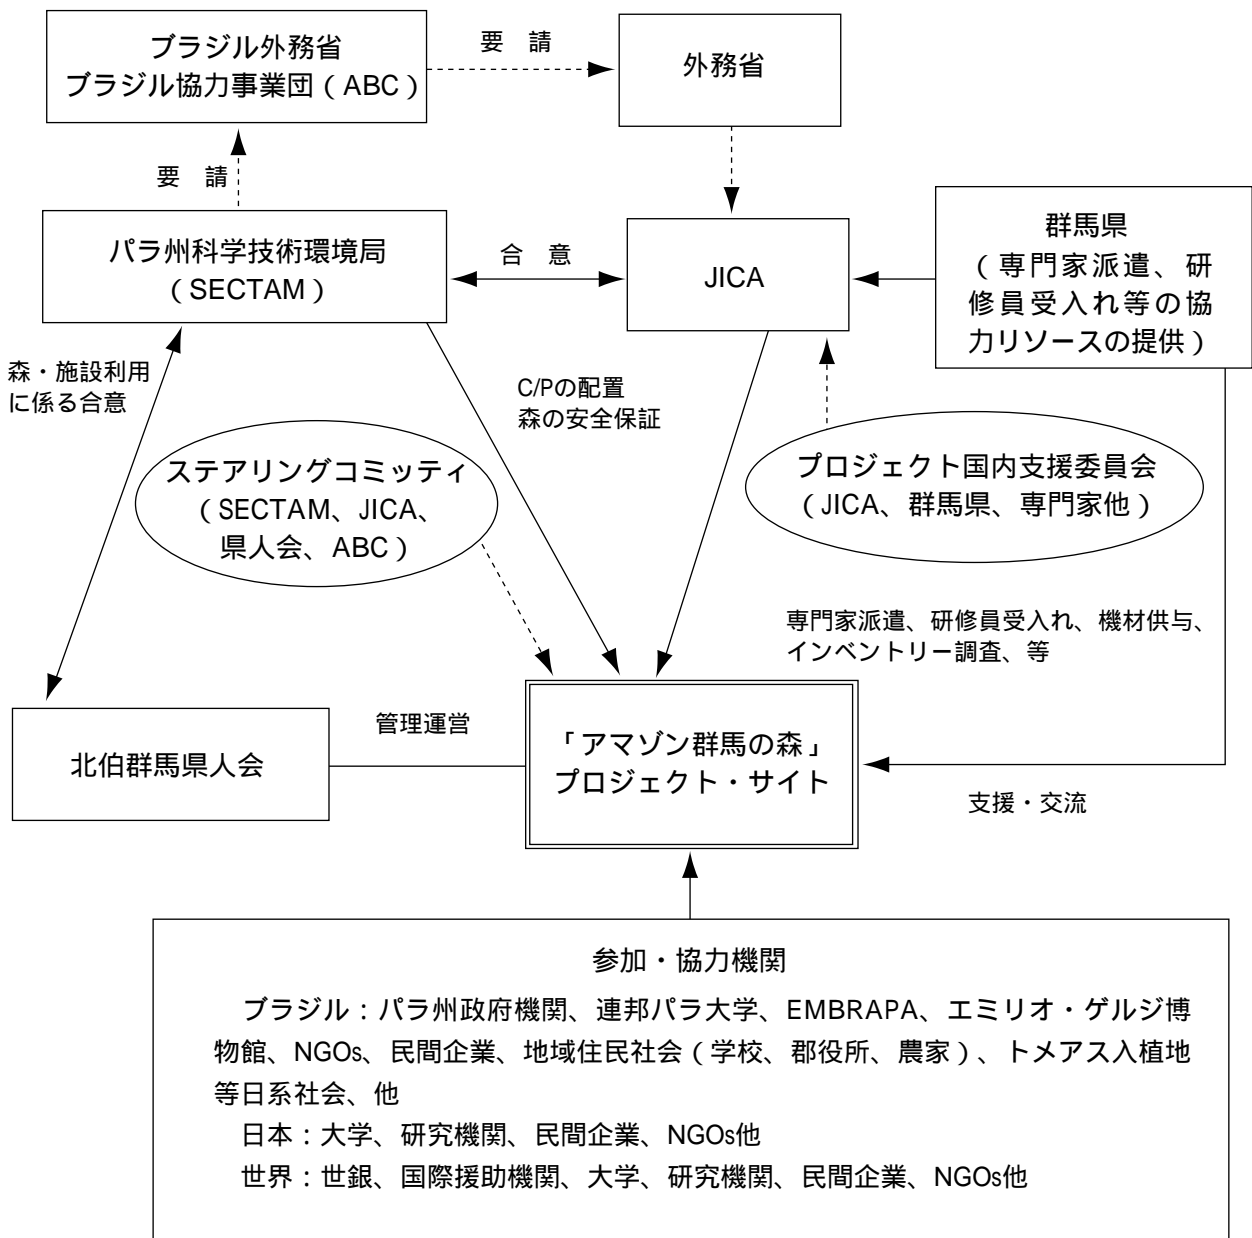 ブラジル外務省
ブラジル協力事業団(ABC)
要 請
外務省
要 請
パラ州科学技術環境局
(SECTAM)
合 意
JICA
群馬県
(専門家派遣、研
修員受入れ等の協
力リソースの提供)
森・施設利用
に係る合意
C/Pの配置
森の安全保証
ステアリングコミッティ
(SECTAM、JICA、
県人会、ABC)
プロジェクト国内支援委員会
(JICA、群馬県、専門家他)
専門家派遣、研修員受入れ、機材供与、
インベントリー調査、等
北伯群馬県人会
管理運営
「アマゾン群馬の森」
プロジェクト・サイト
支援・交流
参加・協力機関
ブラジル:パラ州政府機関、連邦パラ大学、EMBRAPA、エミリオ・ゲルジ博
物館、NGOs、民間企業、地域住民社会(学校、郡役所、農家)、トメアス入植地
等日系社会、他
日本:大学、研究機関、民間企業、NGOs他
世界:世銀、国際援助機関、大学、研究機関、民間企業、NGOs他